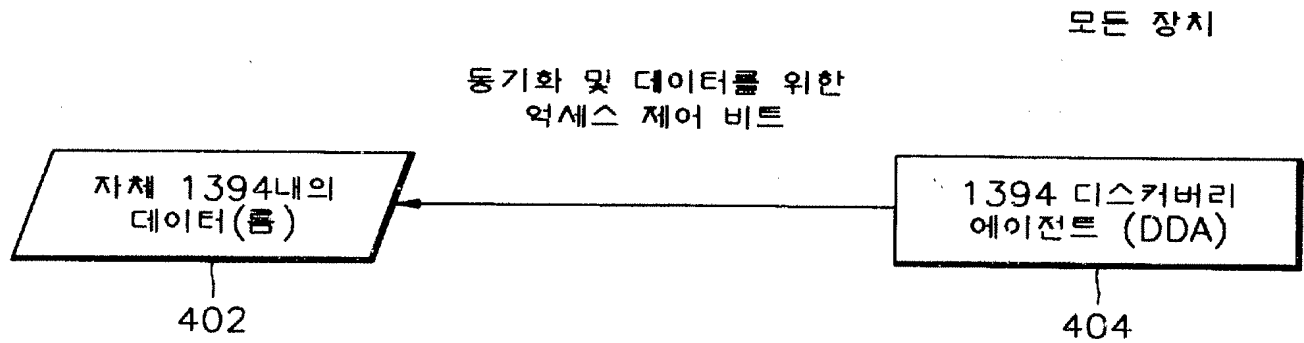 모든 장치
동기화 및 데이터를 위한
억세스 제어 비트
자체 1394내의
데이터(롬)
1394 디스커버리
에이전트 (DDA)
402
404